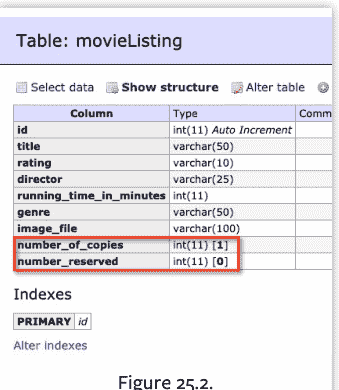 Table: movieListing
Select data Show structure Alter table
Column Type Comm
id int(11) Auto Increment
title varchar(50)
rating varchar(10)
director varchar(25)
running_time_in_minutes int(11)
genre varchar(50)
image_file varchar(100)
number_of_copies int(11) [1]
number_reserved int(11) [0]
Indexes
PRIMARY id
Alter indexes
Figure 25.2.